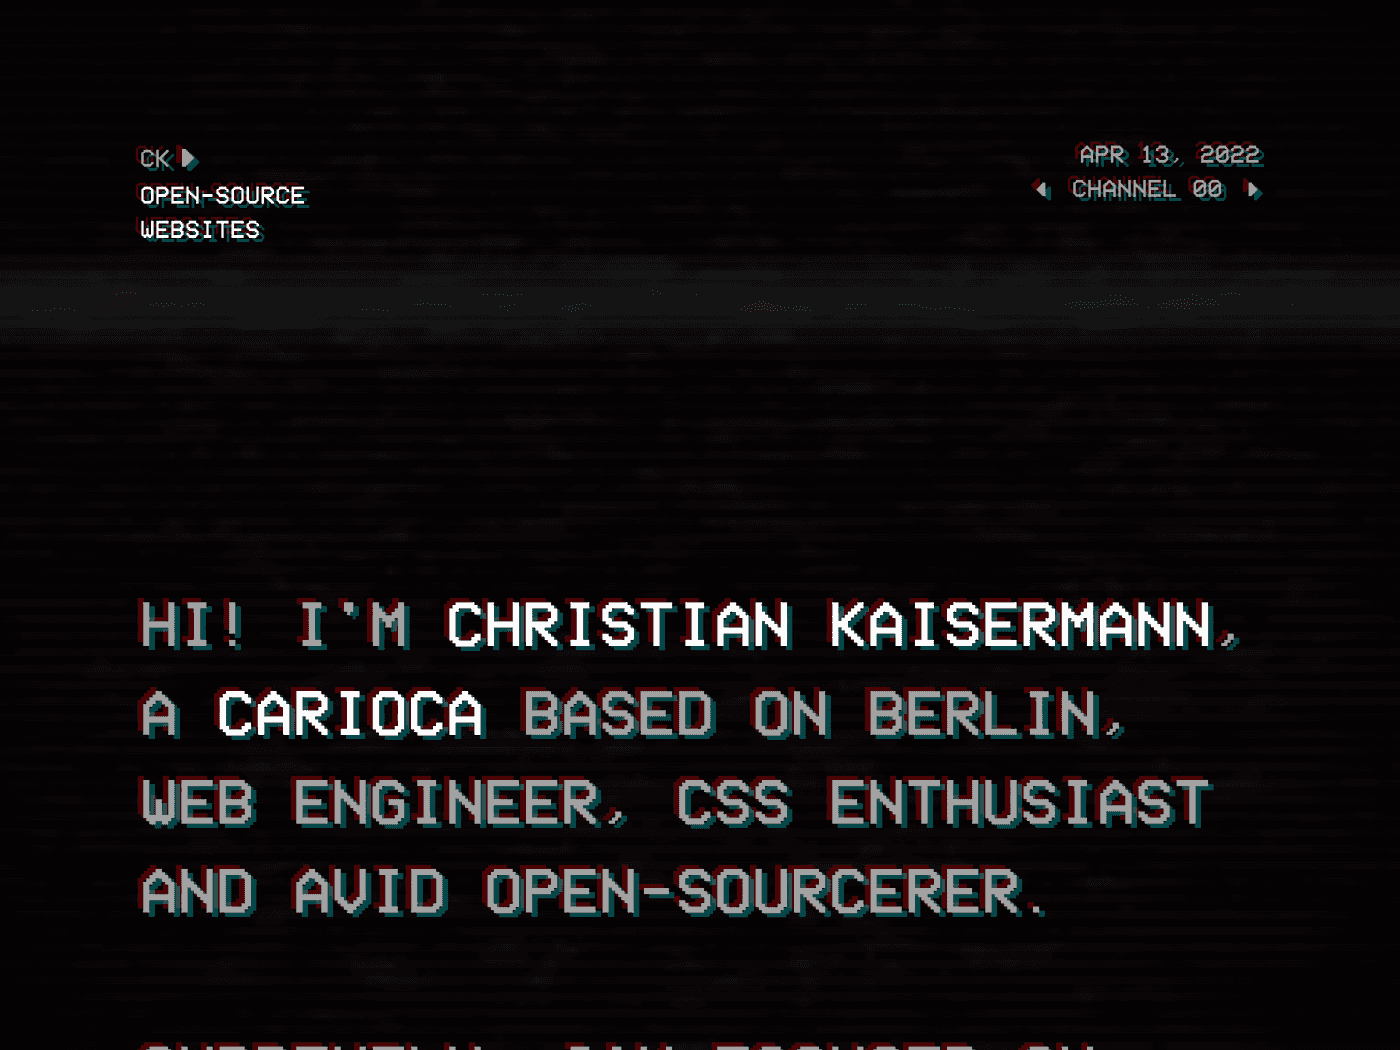 CK ▶
OPEN-SOURCE
WEBSITES
APR 13, 2022
◀ CHANNEL 00 ▶
HI! I'M CHRISTIAN KAISERMANN,
A CARIOCA BASED ON BERLIN,
WEB ENGINEER, CSS ENTHUSIAST
AND AVID OPEN-SOURCERER.